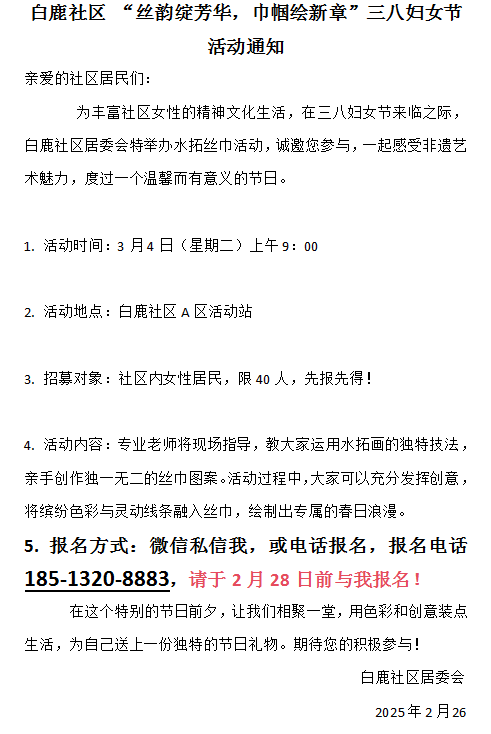 白鹿社区 “丝韵绽芳华，巾帼绘新章”三八妇女节
活动通知
亲爱的社区居民们：
为丰富社区女性的精神文化生活，在三八妇女节来临之际，
白鹿社区居委会特举办水拓丝巾活动，诚邀您参与，一起感受非遗艺
术魅力，度过一个温馨而有意义的节日。
1. 活动时间：3 月 4 日（星期二）上午 9：00
2. 活动地点：白鹿社区 A 区活动站
3. 招募对象：社区内女性居民，限 40 人，先报先得！
4. 活动内容：专业老师将现场指导，教大家运用水拓画的独特技法，
亲手创作独一无二的丝巾图案。活动过程中，大家可以充分发挥创意，
将缤纷色彩与灵动线条融入丝巾，绘制出专属的春日浪漫。
5. 报名方式：微信私信我，或电话报名，报名电话
185-1320-8883，请于 2 月 28 日前与我报名！
在这个特别的节日前夕，让我们相聚一堂，用色彩和创意装点
生活，为自己送上一份独特的节日礼物。期待您的积极参与！
白鹿社区居委会
2025 年 2 月 26